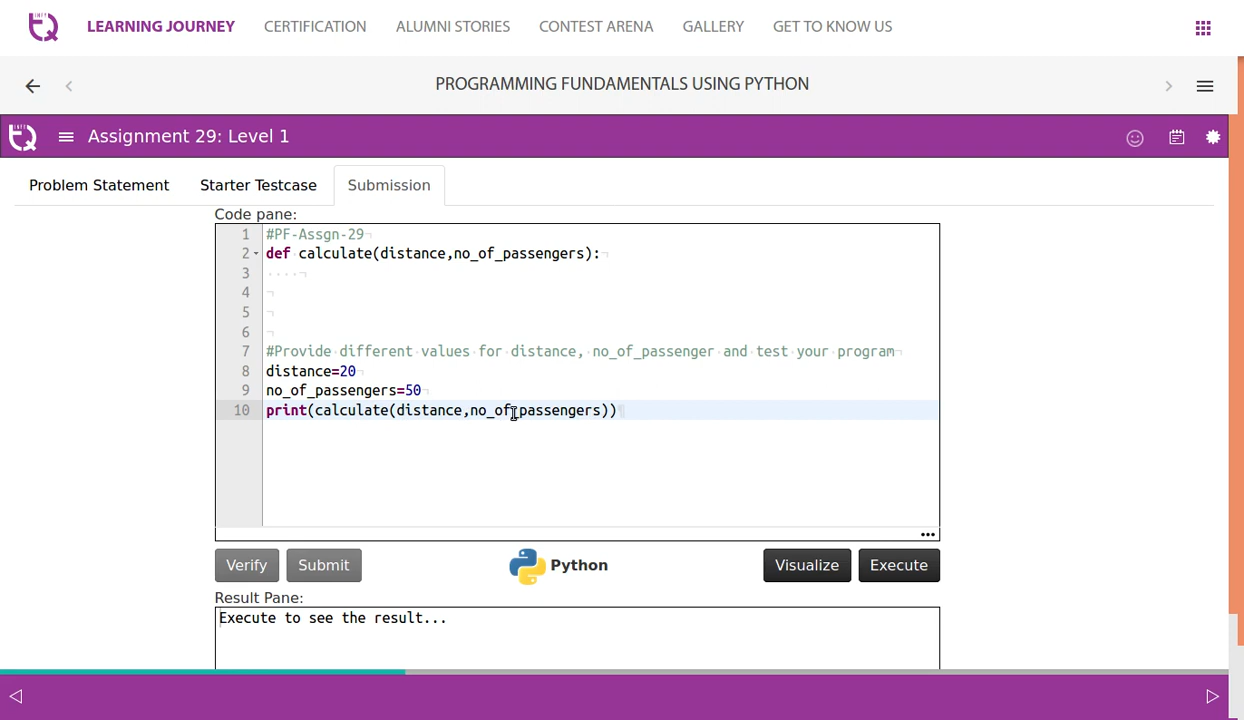 LEARNING JOURNEY CERTIFICATION ALUMNI STORIES CONTEST ARENA GALLERY GET TO KNOW US
PROGRAMMING FUNDAMENTALS USING PYTHON
Assignment 29: Level 1
Problem Statement Starter Testcase Submission
Code pane:
1 #PF-Assgn-29
2 def calculate(distance,no_of_passengers):
3
4
5
6
7 #Provide different values for distance, no_of_passenger and test your program
8 distance=20
9 no_of_passengers=50
10 print(calculate(distance,no_of_passengers))
Verify Submit Python Visualize Execute
Result Pane:
Execute to see the result...